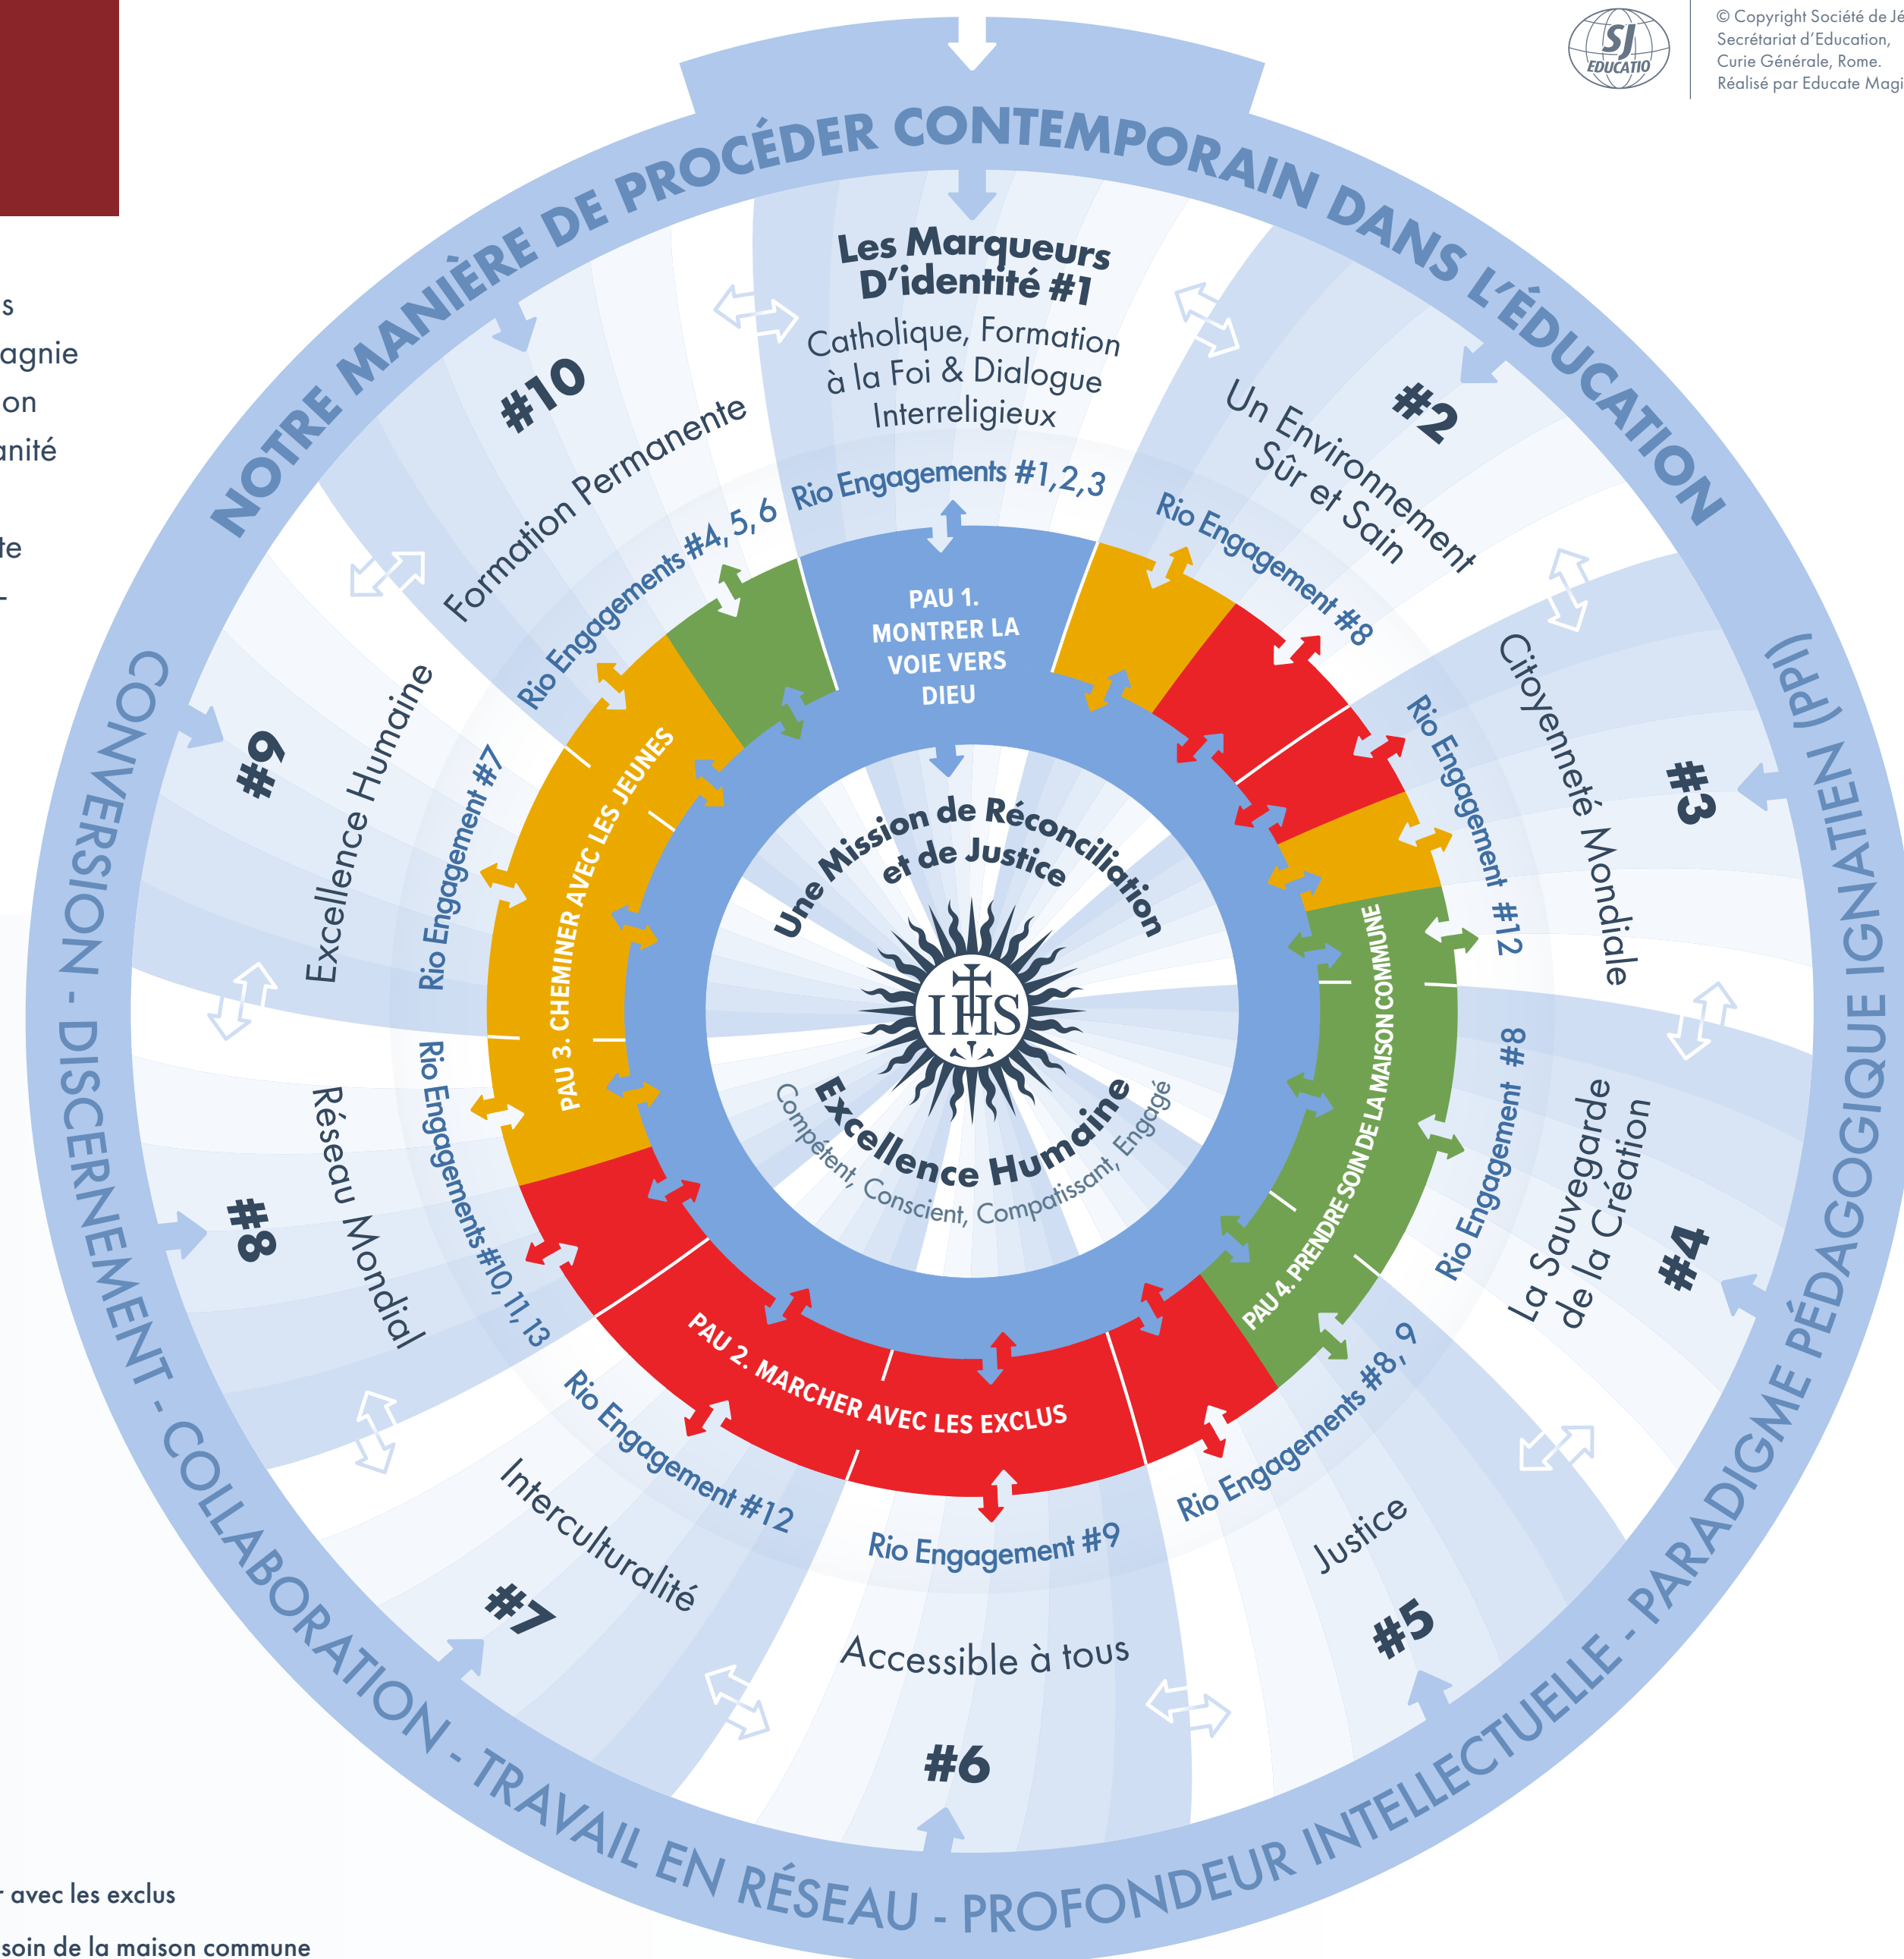 SJ
EDUCATIO
© Copyright Société de Jé
Secrétariat d'Education,
Curie Générale, Rome.
Réalisé par Educate Magi
s
agnie
on
anité
te
-
NOTRE MANIÈRE DE PROCÉDER CONTEMPORAIN DANS L'ÉDUCATION
CONVERSION - DISCERNEMENT - COLLABORATION - TRAVAIL EN RÉSEAU - PROFONDEUR INTELLECTUELLE - PARADIGME PÉDAGOGIQUE IGNATIEN (PPI)
Les Marqueurs
D'identité #1
Catholique, Formation
à la Foi & Dialogue
Interreligieux
Rio Engagements #1,2,3
#2
Un Environnement
Sûr et Sain
Rio Engagement #8
#3
Citoyenneté Mondiale
Rio Engagement #12
#4
La Sauvegarde
de la Création
Rio Engagement #8
#5
Justice
Rio Engagements #8, 9
#6
Accessible à tous
Rio Engagement #9
#7
Interculturalité
Rio Engagement #12
#8
Réseau Mondial
Rio Engagements #10, 11, 13
#9
Excellence Humaine
Rio Engagement #7
#10
Formation Permanente
Rio Engagements #4, 5, 6
PAU 1.
MONTRER LA
VOIE VERS
DIEU
PAU 4. PRENDRE SOIN DE LA MAISON COMMUNE
PAU 2. MARCHER AVEC LES EXCLUS
PAU 3. CHEMINER AVEC LES JEUNES
Une Mission de Réconciliation
et de Justice
IHS
Excellence Humaine
Compétent, Conscient, Compatissant, Engagé
r avec les exclus
soin de la maison commune